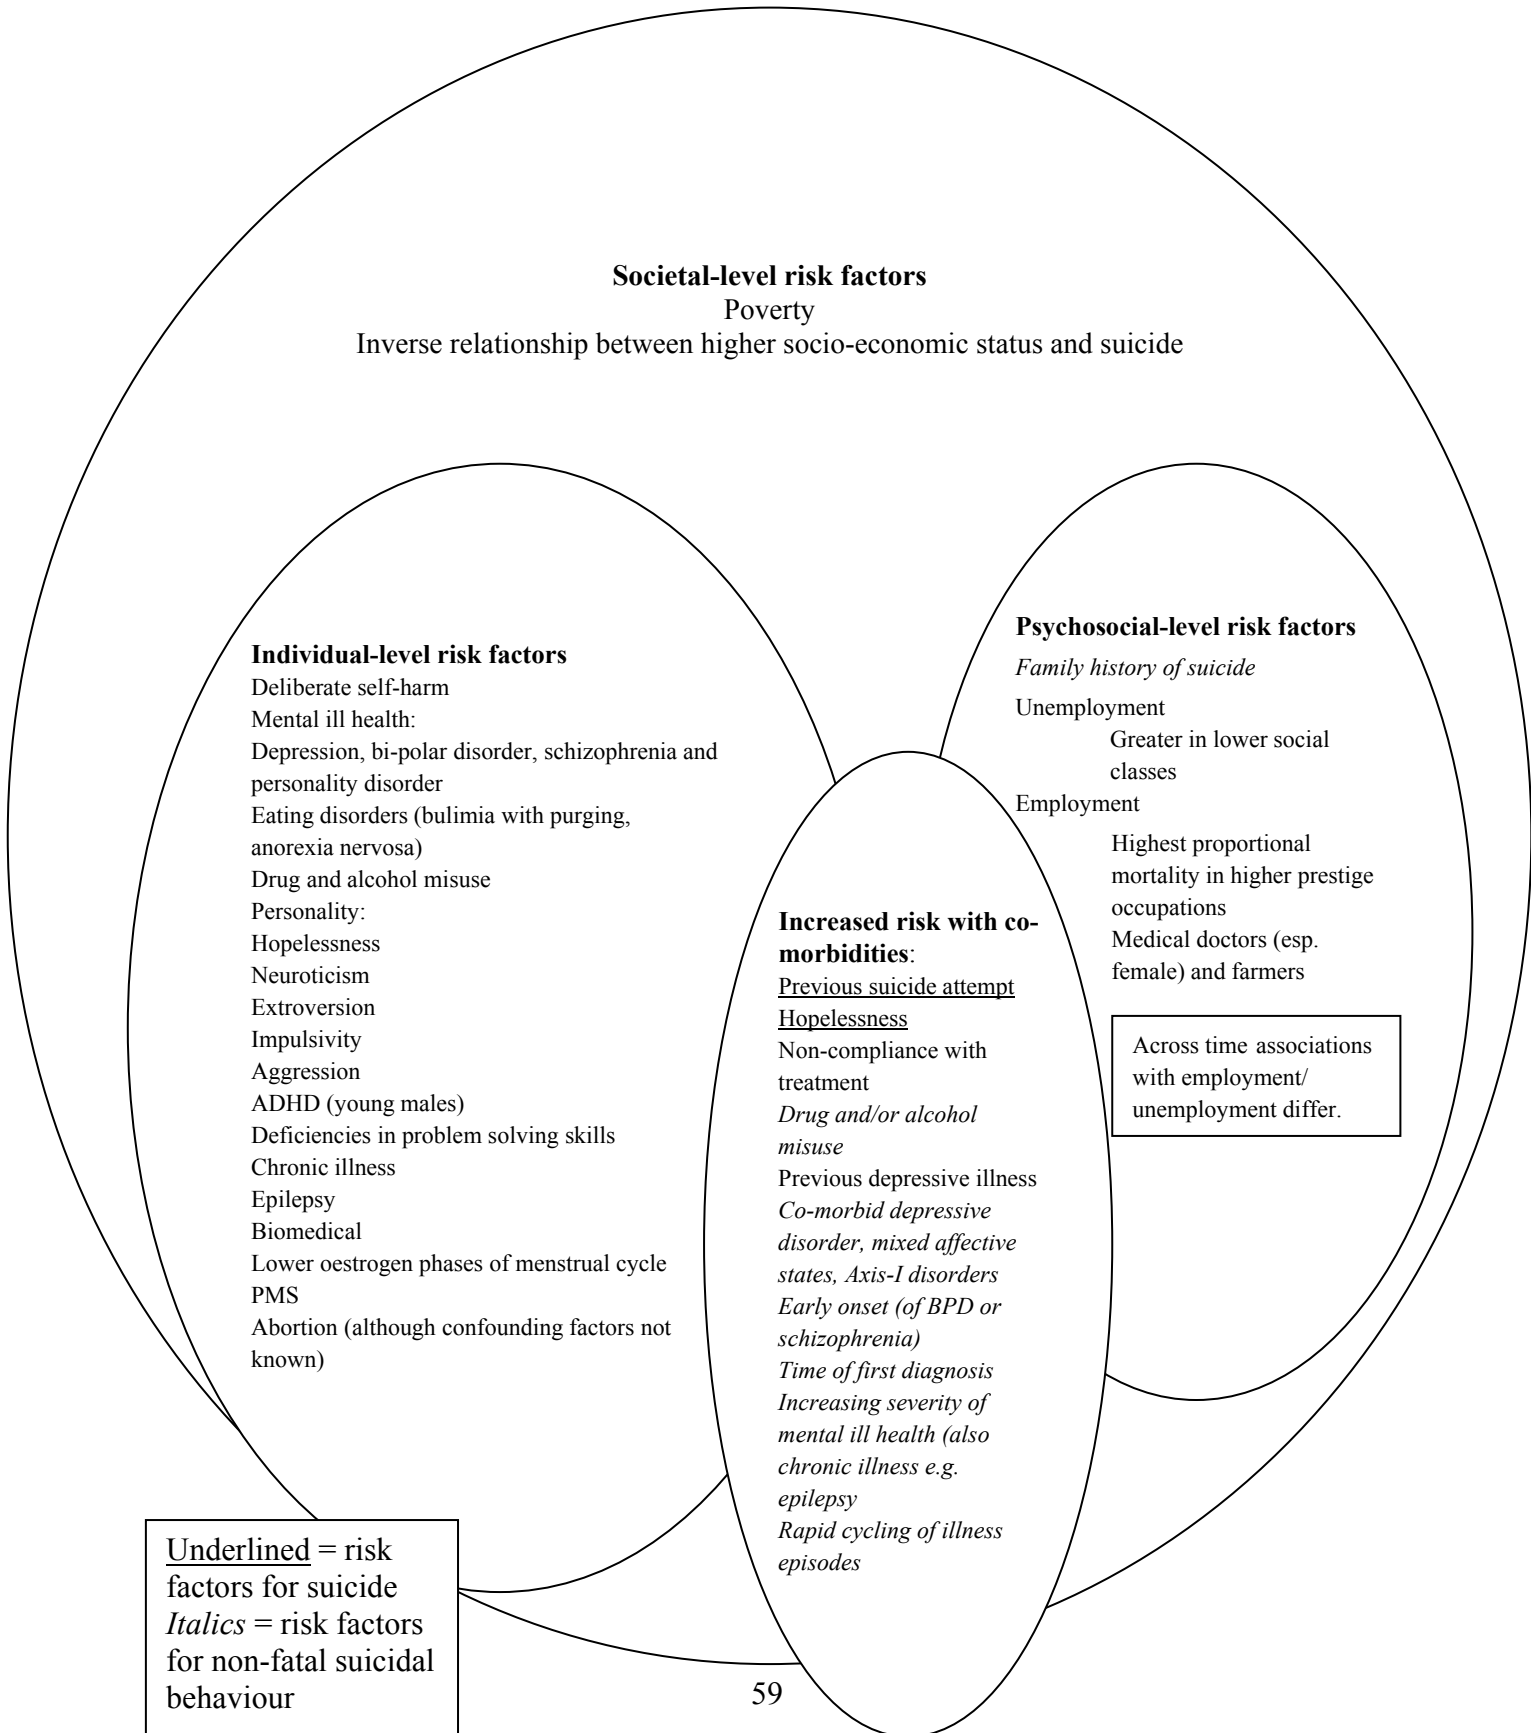 Societal-level risk factors
Poverty
Inverse relationship between higher socio-economic status and suicide
Individual-level risk factors
Deliberate self-harm
Mental ill health:
Depression, bi-polar disorder, schizophrenia and
personality disorder
Eating disorders (bulimia with purging,
anorexia nervosa)
Drug and alcohol misuse
Personality:
Hopelessness
Neuroticism
Extroversion
Impulsivity
Aggression
ADHD (young males)
Deficiencies in problem solving skills
Chronic illness
Epilepsy
Biomedical
Lower oestrogen phases of menstrual cycle
PMS
Abortion (although confounding factors not
known)
Psychosocial-level risk factors
Family history of suicide
Unemployment
Greater in lower social
classes
Employment
Highest proportional
mortality in higher prestige
occupations
Medical doctors (esp.
female) and farmers
Across time associations
with employment/
unemployment differ.
Increased risk with co-
morbidities:
Previous suicide attempt
Hopelessness
Non-compliance with
treatment
Drug and/or alcohol
misuse
Previous depressive illness
Co-morbid depressive
disorder, mixed affective
states, Axis-I disorders
Early onset (of BPD or
schizophrenia)
Time of first diagnosis
Increasing severity of
mental ill health (also
chronic illness e.g.
epilepsy
Rapid cycling of illness
episodes
Underlined = risk
factors for suicide
Italics = risk factors
for non-fatal suicidal
behaviour
59